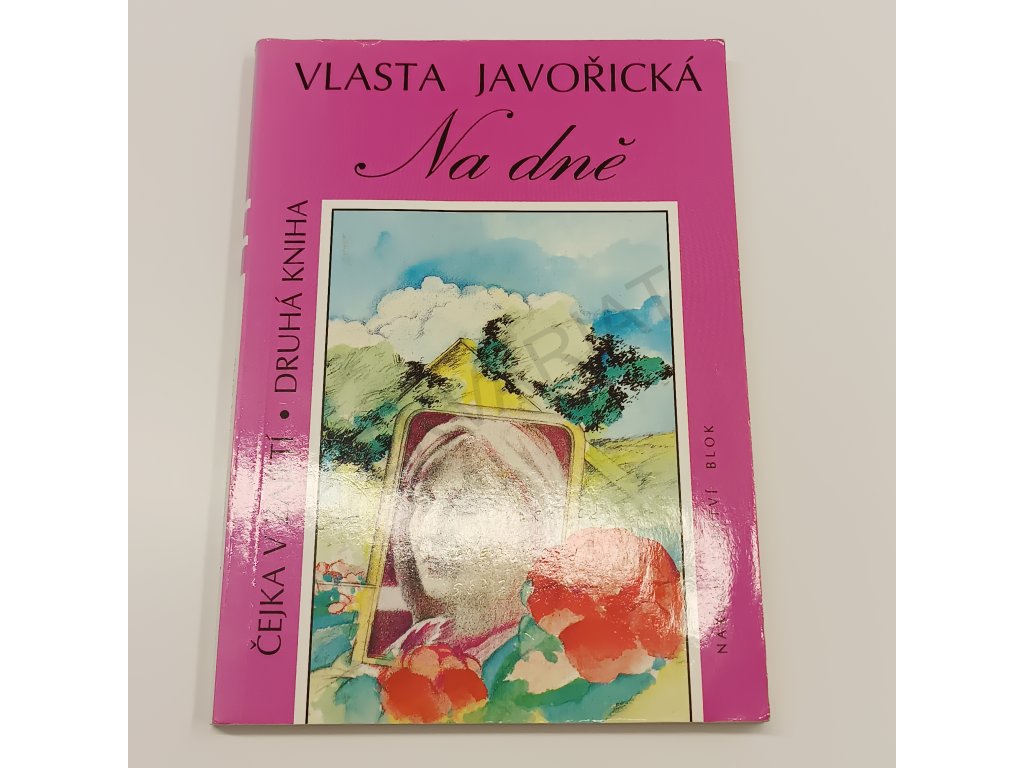 VLASTA JAVOŘICKÁ
Na dně
ČEJKA V • DRUHÁ KNIHA
BLOK